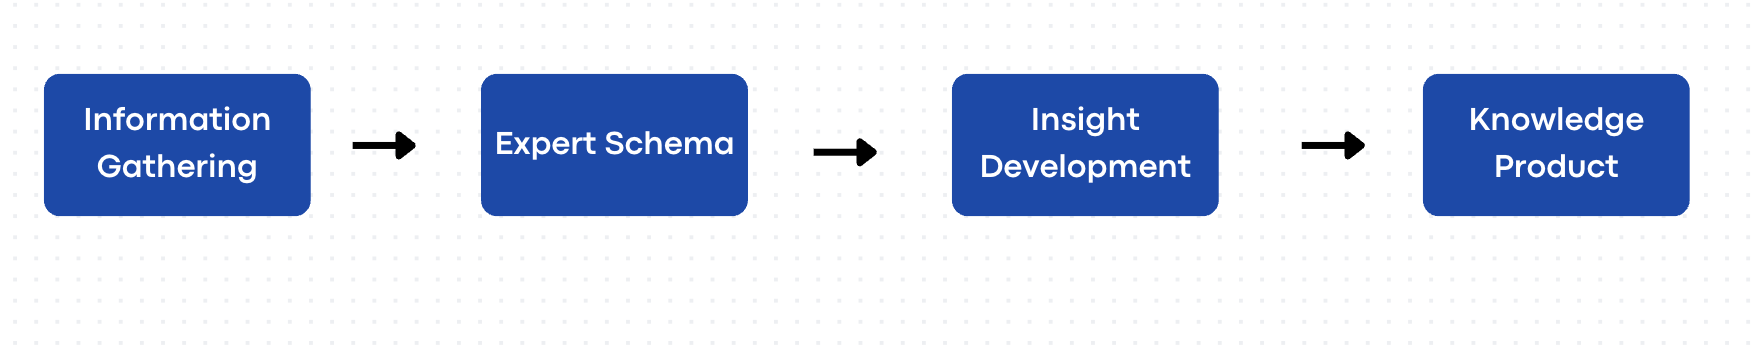 Information
Gathering
Expert Schema
Insight
Development
Knowledge
Product